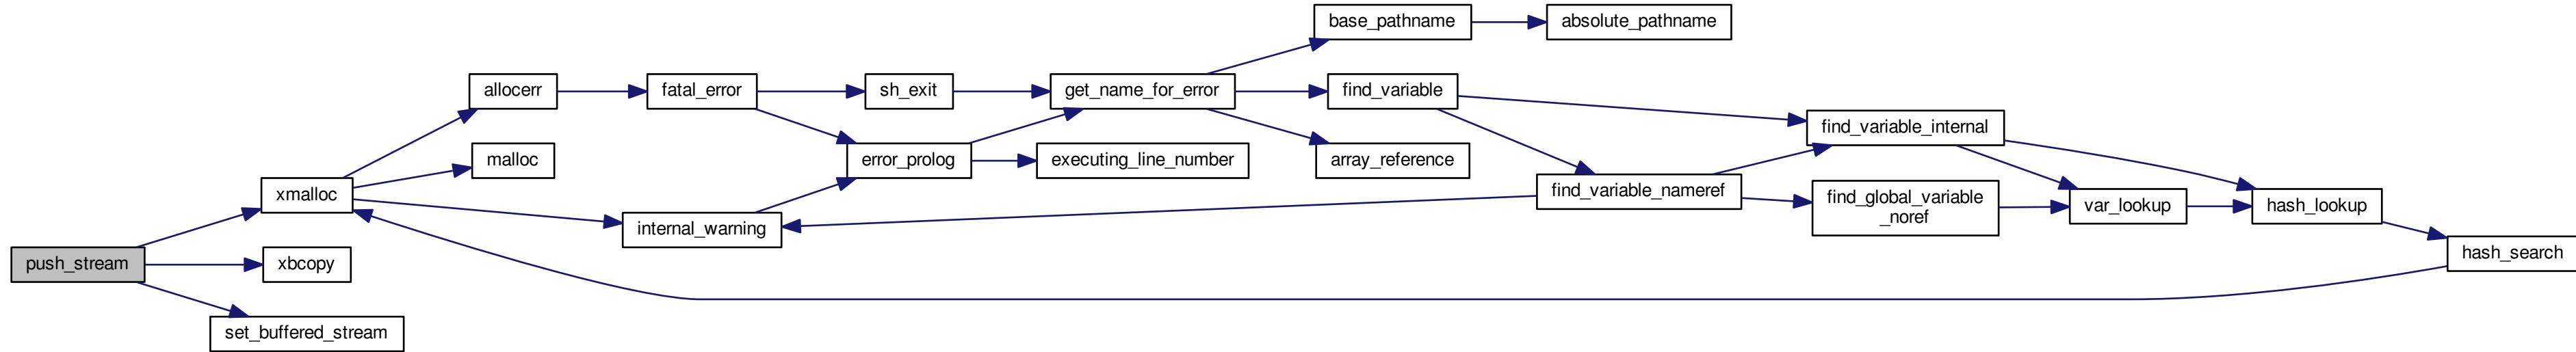 base_pathname
absolute_pathname
allocerr
fatal_error
sh_exit
get_name_for_error
find_variable
find_variable_internal
malloc
error_prolog
executing_line_number
array_reference
xmalloc
find_variable_nameref
find_global_variable
_noref
var_lookup
hash_lookup
internal_warning
hash_search
push_stream
xbcopy
set_buffered_stream